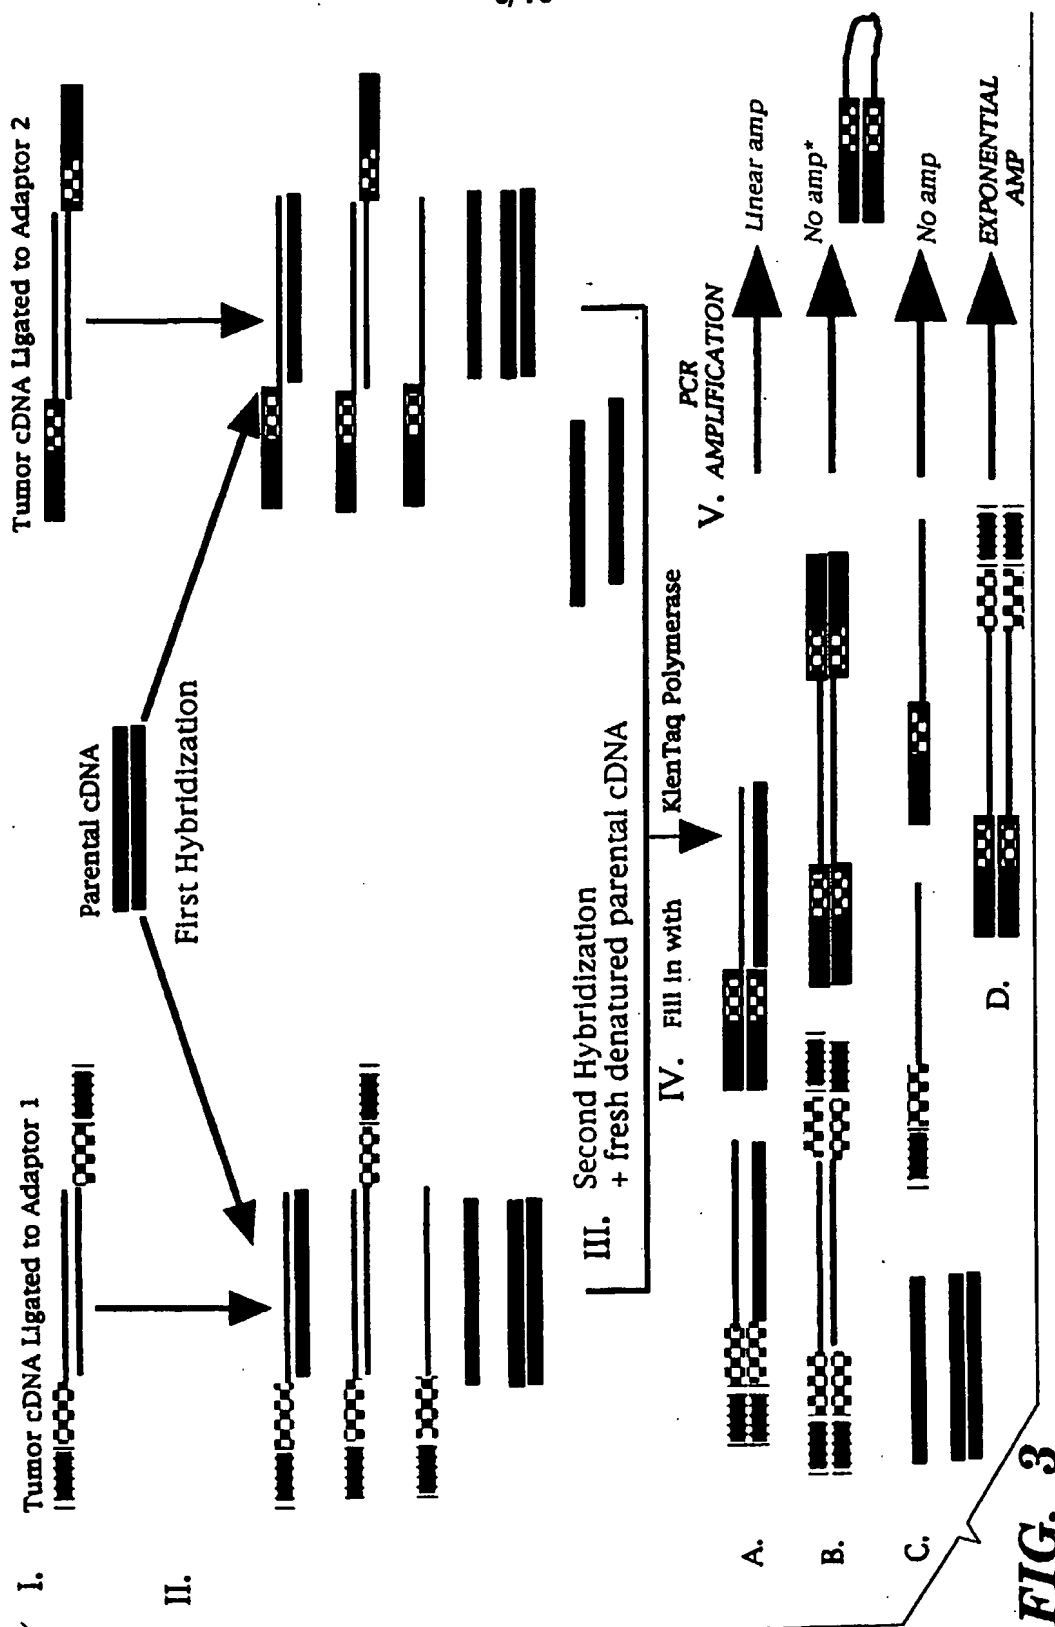 I.
Tumor cDNA Ligated to Adaptor 1
Tumor cDNA Ligated to Adaptor 2
Parental cDNA
First Hybridization
II.
III. Second Hybridization
+ fresh denatured parental cDNA
IV. Fill in with KlenTaq Polymerase
V. PCR
AMPLIFICATION
A.
Linear amp
B.
No amp*
C.
No amp
D.
EXPONENTIAL
AMP
FIG. 3